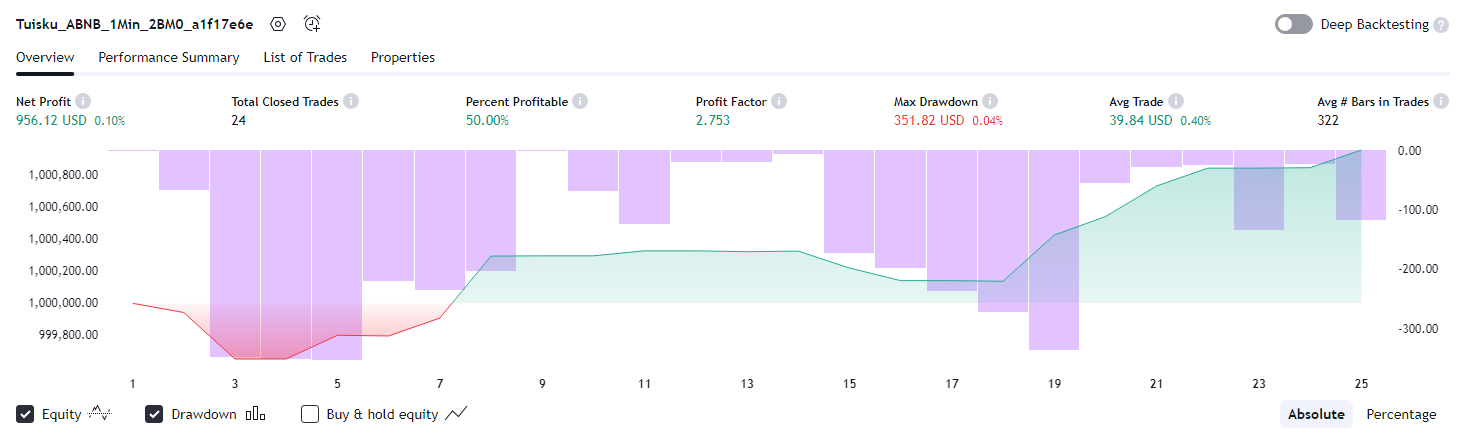 Tuisku_ABNB_1Min_2BM0_a1f17e6e
Deep Backtesting ?
Overview Performance Summary List of Trades Properties
Net Profit i Total Closed Trades i Percent Profitable i Profit Factor i Max Drawdown i Avg Trade i Avg # Bars in Trades i
956.12 USD 0.10% 24 50.00% 2.753 351.82 USD 0.04% 39.84 USD 0.40% 322
0.00
1,000,800.00
1,000,600.00 -100.00
1,000,400.00
1,000,200.00 -200.00
1,000,000.00
999,800.00 -300.00
1 3 5 7 9 11 13 15 17 19 21 23 25
Equity Drawdown Buy & hold equity Absolute Percentage